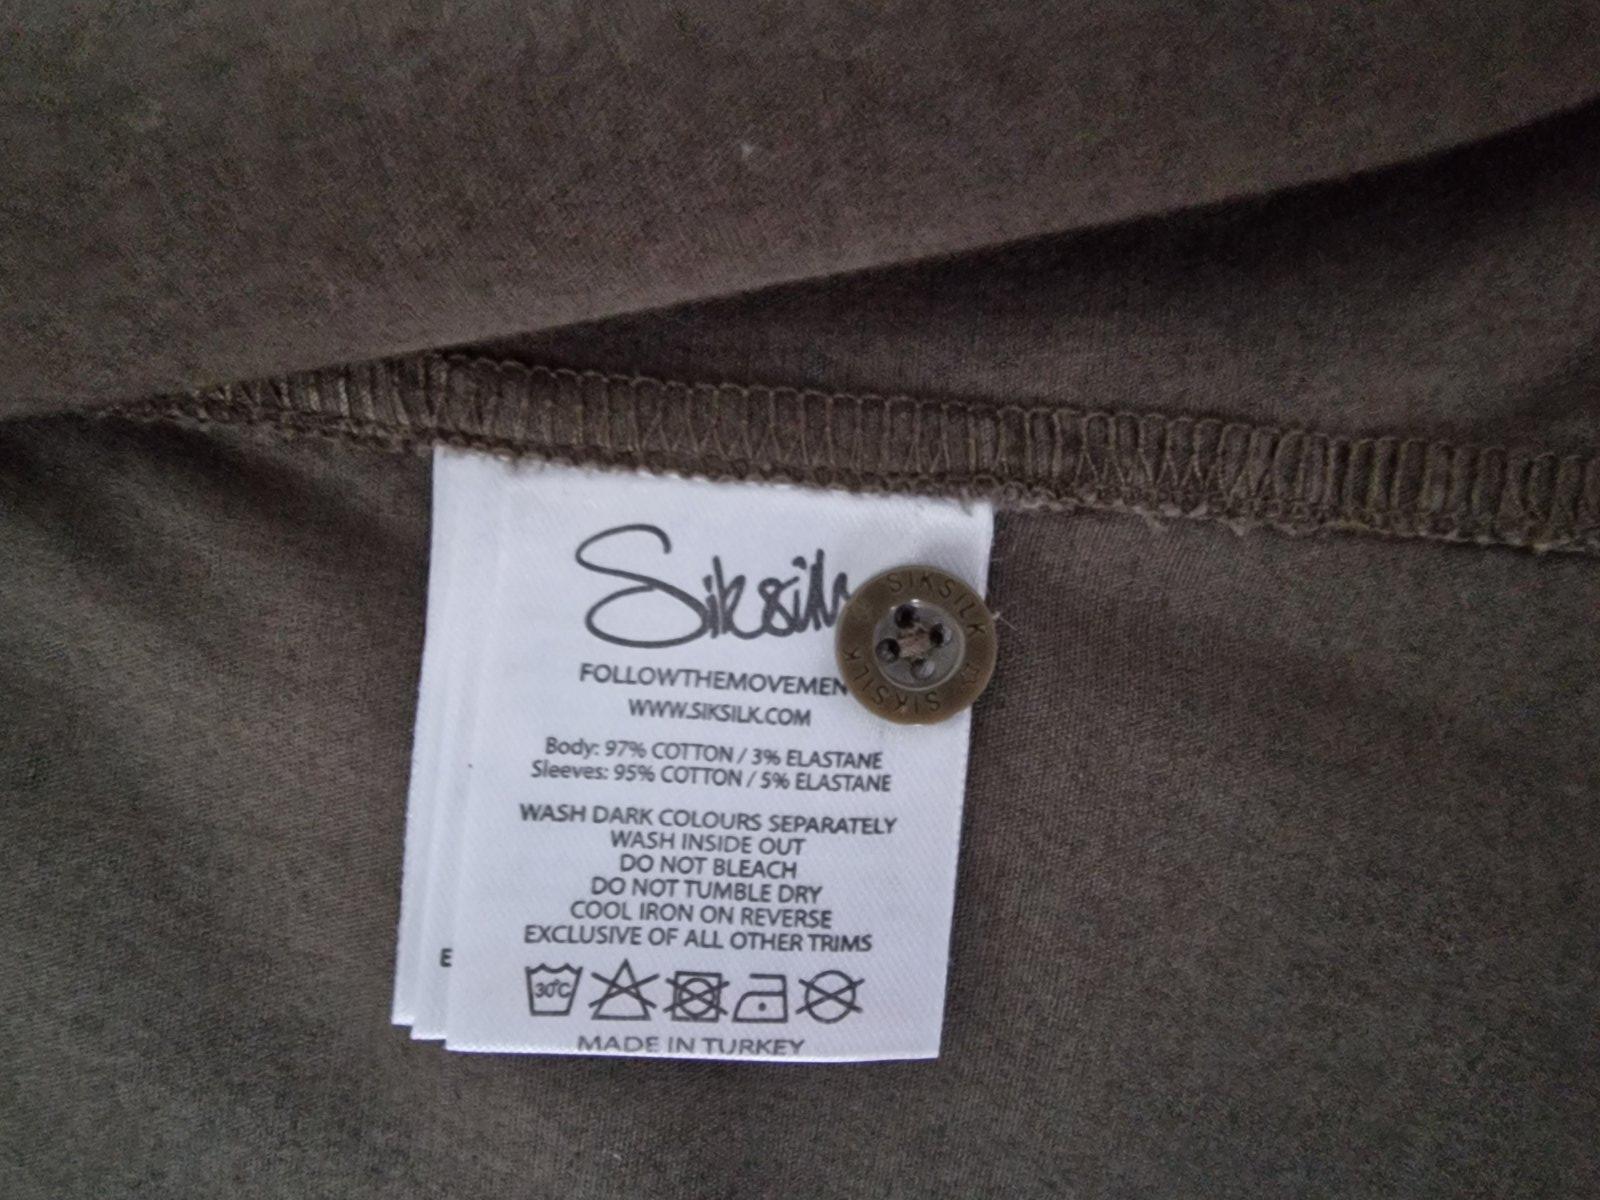 Siksilk
FOLLOWTHEMOVEMEN
WWW.SIKSILK.COM
Body: 97% COTTON / 3% ELASTANE
Sleeves: 95% COTTON / 5% ELASTANE
WASH DARK COLOURS SEPARATELY
WASH INSIDE OUT
DO NOT BLEACH
DO NOT TUMBLE DRY
COOL IRON ON REVERSE
EXCLUSIVE OF ALL OTHER TRIMS
30°C
MADE IN TURKEY
E
SIKSILK
SIKSILK